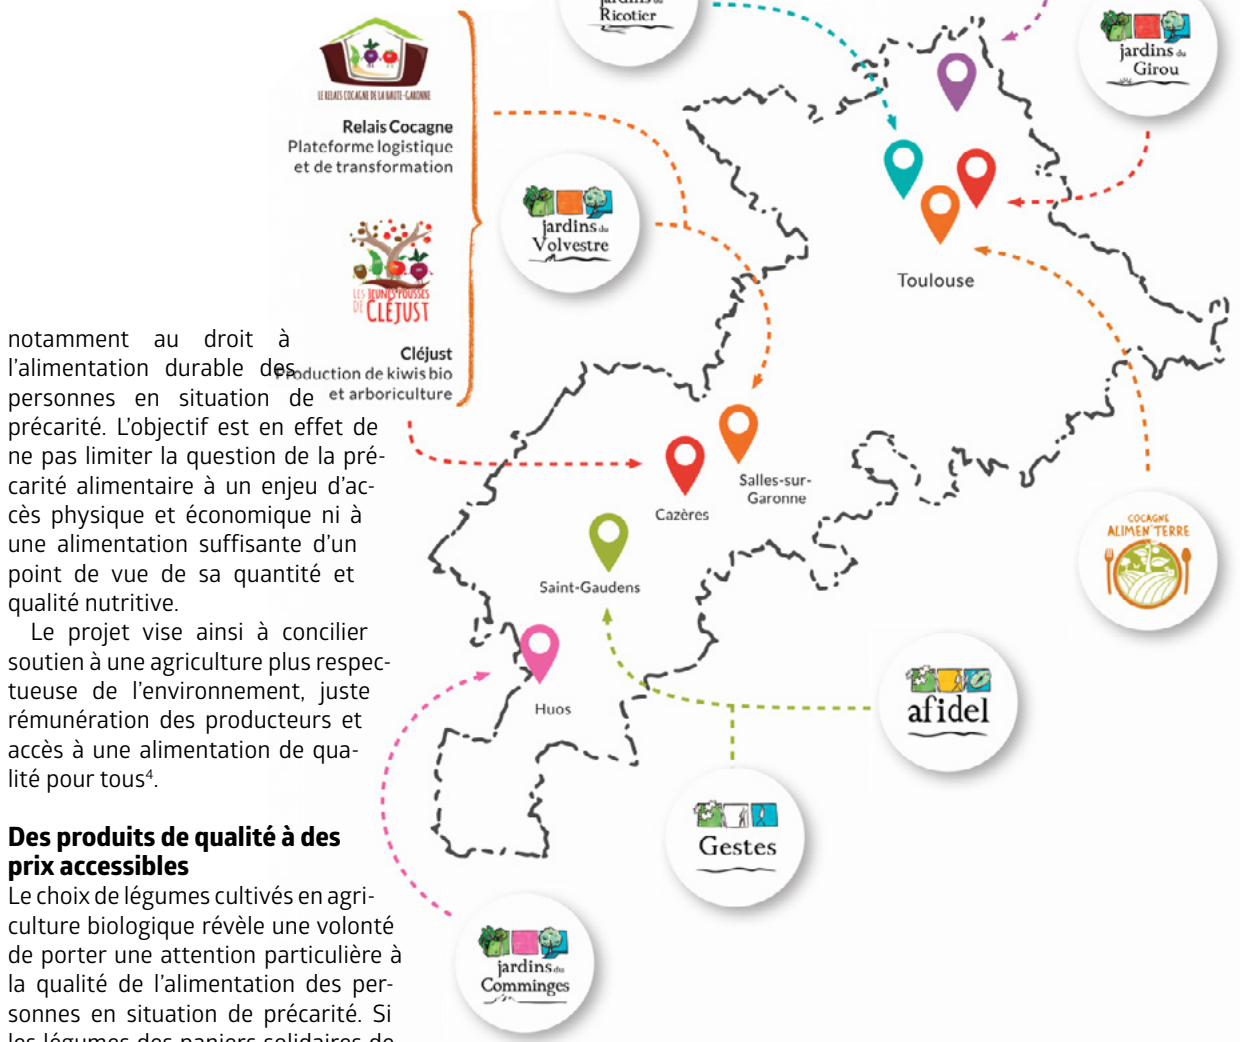 jardins du
Ricotier
jardins du
Girou
LE RELAIS COCAGNE DE LA HAUTE-GARONNE
Relais Cocagne
Plateforme logistique
et de transformation
jardins du
Volvestre
Toulouse
LES JEUNES POUSSES
DE CLÉJUST
Cléjust
Production de kiwis bio
et arboriculture
Salles-sur-
Garonne
Cazères
COCAGNE
ALIMEN'TERRE
Saint-Gaudens
Huos
afidel
Gestes
jardins du
Comminges
notamment au droit à
l'alimentation durable des
personnes en situation de
précarité. L'objectif est en effet de
ne pas limiter la question de la pré-
carité alimentaire à un enjeu d'ac-
cès physique et économique ni à
une alimentation suffisante d'un
point de vue de sa quantité et
qualité nutritive.
Le projet vise ainsi à concilier
soutien à une agriculture plus respec-
tueuse de l'environnement, juste
rémunération des producteurs et
accès à une alimentation de qua-
lité pour tous⁴.
Des produits de qualité à des
prix accessibles
Le choix de légumes cultivés en agri-
culture biologique révèle une volonté
de porter une attention particulière à
la qualité de l'alimentation des per-
sonnes en situation de précarité. Si
les légumes des paniers solidaires de